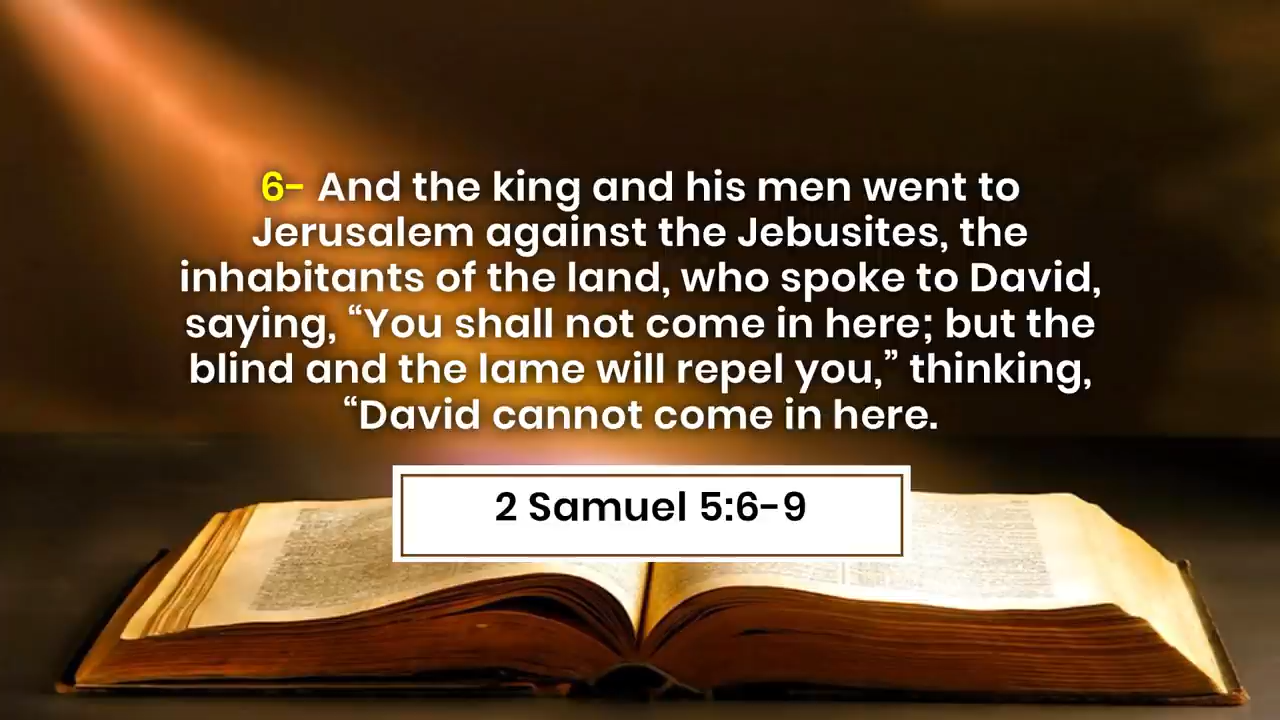 6- And the king and his men went to
Jerusalem against the Jebusites, the
inhabitants of the land, who spoke to David,
saying, “You shall not come in here; but the
blind and the lame will repel you,” thinking,
“David cannot come in here.
2 Samuel 5:6-9